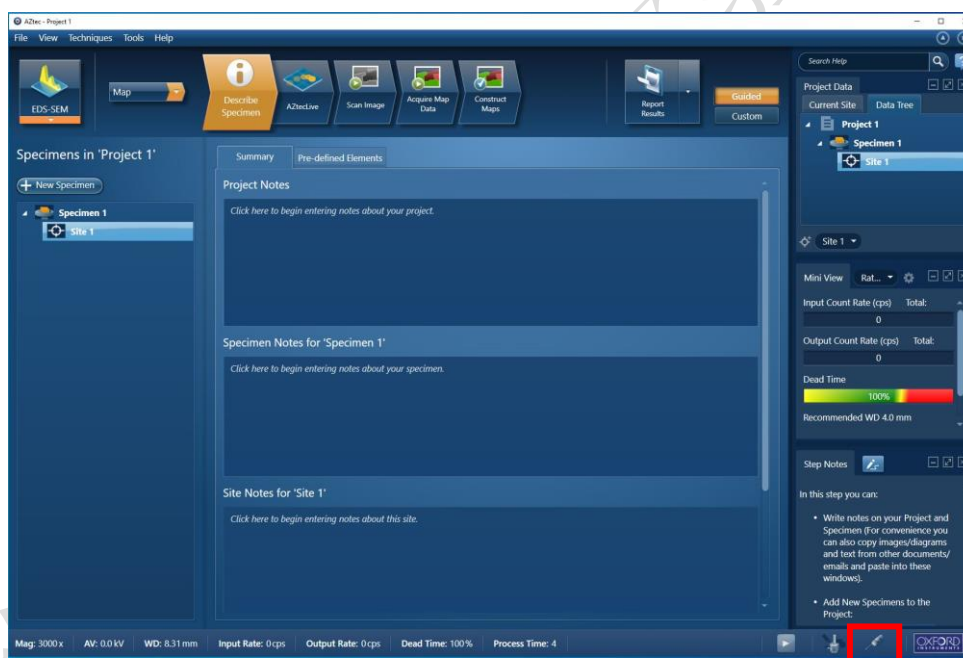 AZtec - Project 1
File View Techniques Tools Help
EDS-SEM
Map
Describe
Specimen
AZtecLive
Scan Image
Acquire Map
Data
Construct
Maps
Report
Results
Guided
Custom
Specimens in 'Project 1'
New Specimen
Specimen 1
Site 1
Summary
Pre-defined Elements
Project Notes
Click here to begin entering notes about your project.
Specimen Notes for 'Specimen 1'
Click here to begin entering notes about your specimen.
Site Notes for 'Site 1'
Click here to begin entering notes about this site.
Search Help
Project Data
Current Site Data Tree
Project 1
Specimen 1
Site 1
Site 1
Mini View Rat...
Input Count Rate (cps) Total:
0
Output Count Rate (cps) Total:
0
Dead Time
100%
Recommended WD 4.0 mm
Step Notes
In this step you can:
• Write notes on your Project and
Specimen (For convenience you
can also copy images/diagrams
and text from other documents/
emails and paste into these
windows).
• Add New Specimens to the
Project:
Mag: 3000 x AV: 0.0 kV WD: 8.31 mm Input Rate: 0 cps Output Rate: 0 cps Dead Time: 100% Process Time: 4
OXFORD
INSTRUMENTS